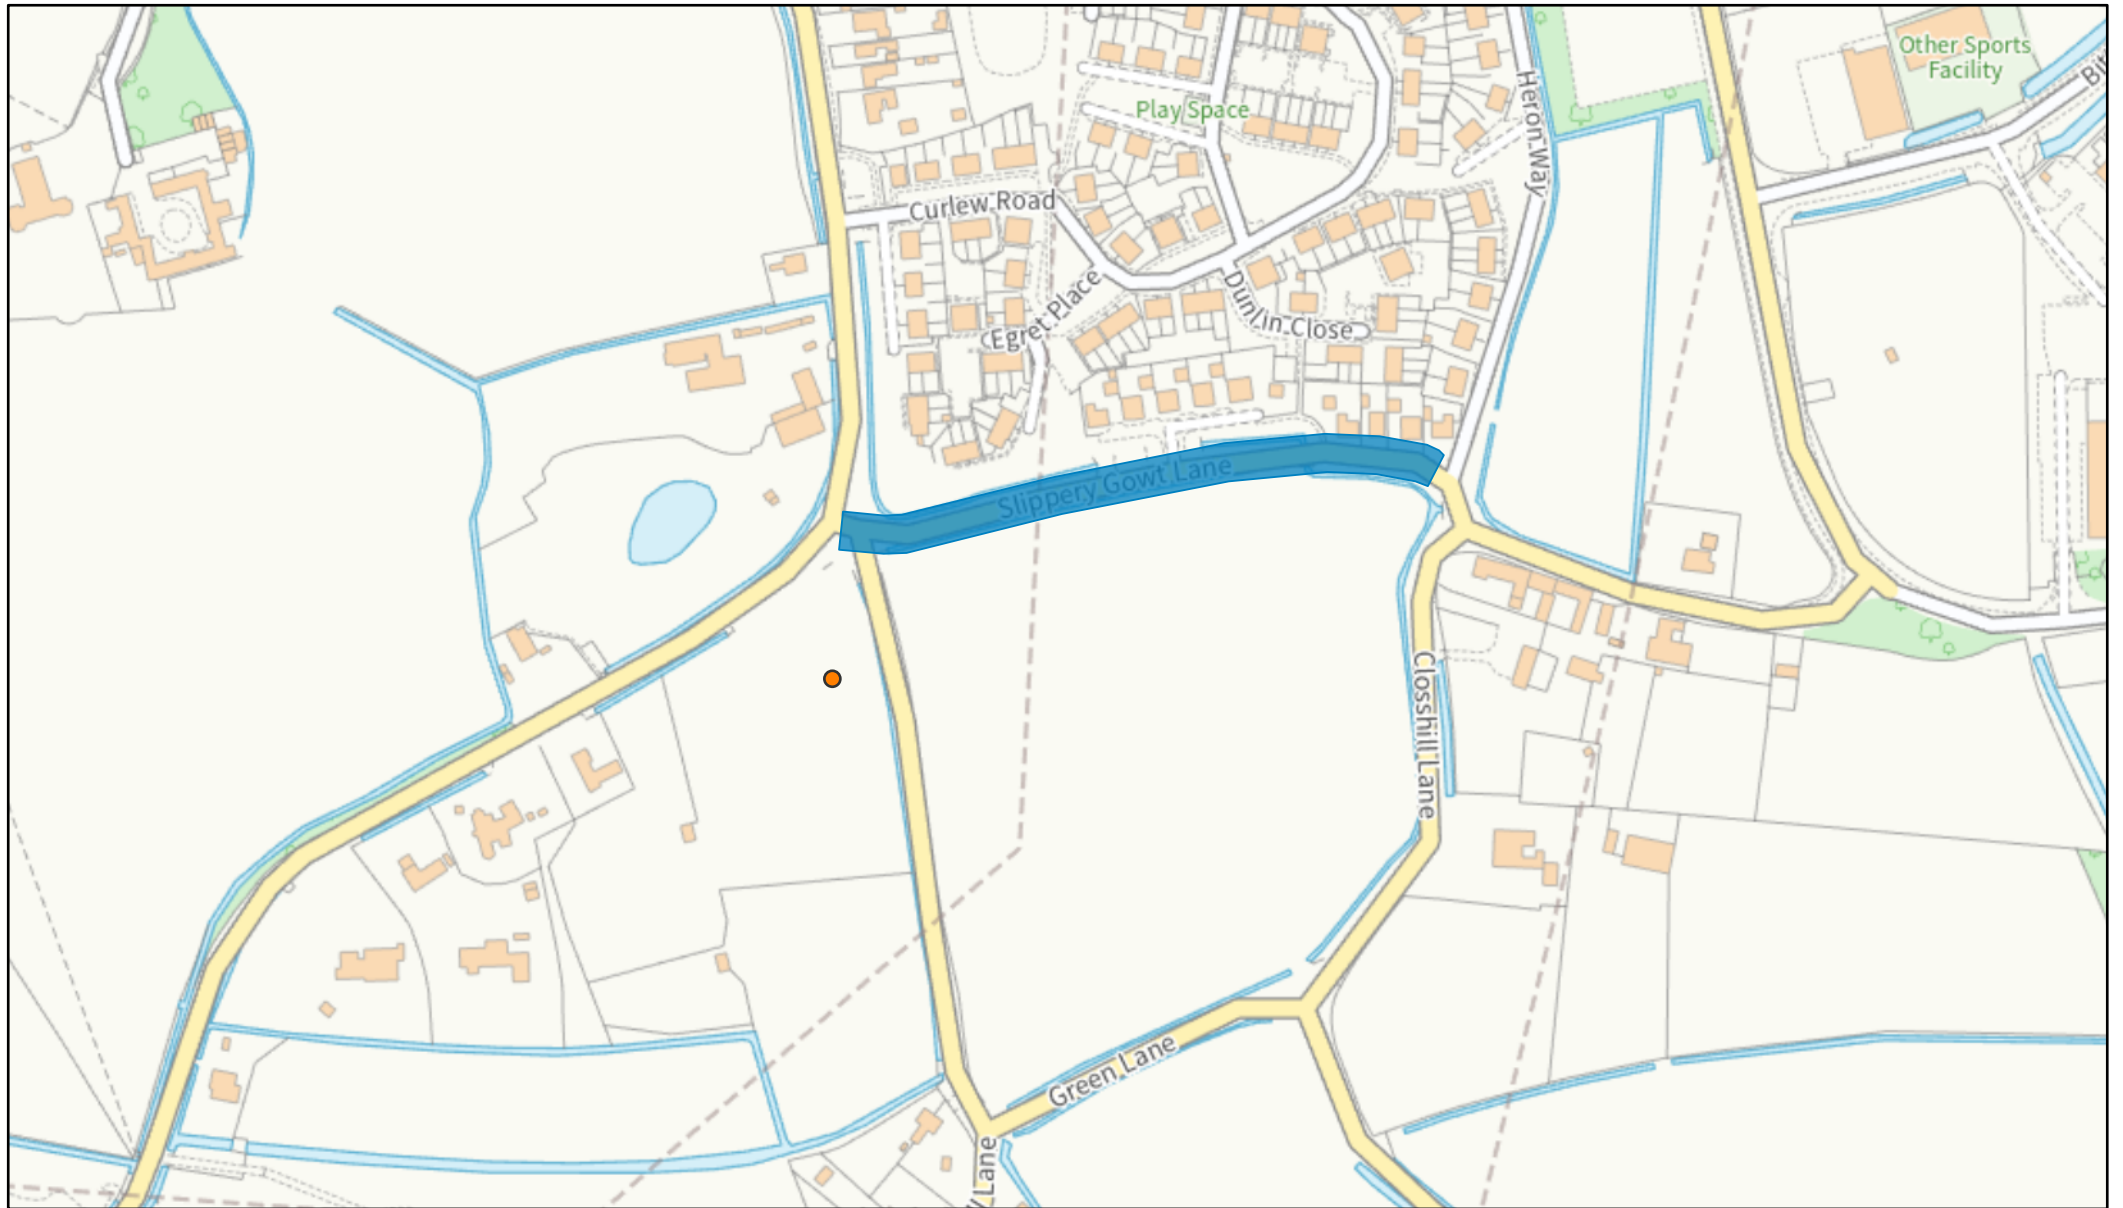 Other Sports
Facility
Bit
Play Space
Heron Way
Curlew Road
Egret Place
Dunlin Close
Slippery Gowt Lane
Closshill Lane
Green Lane
Lane